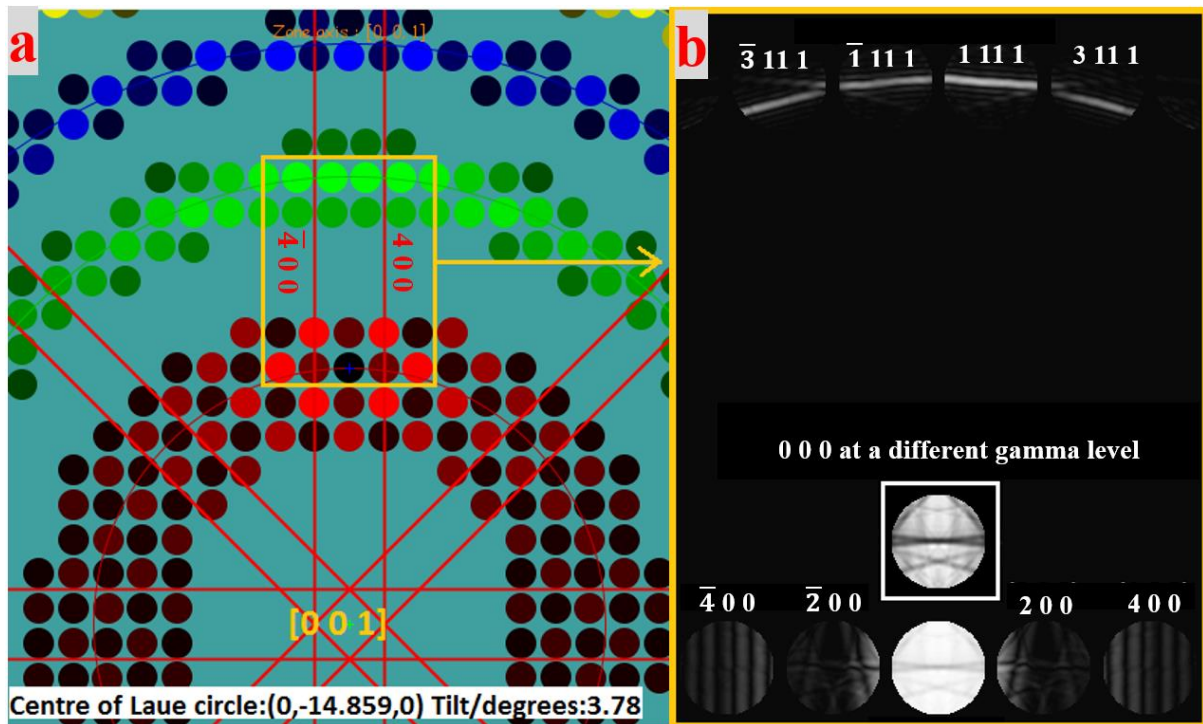 a
Zone axis : [0, 0, 1]
4̅ 0 0
4 0 0
[0 0 1]
Centre of Laue circle:(0,-14.859,0) Tilt/degrees:3.78
b
3̅ 11 1
1̅ 11 1
1 11 1
3 11 1
0 0 0 at a different gamma level
4̅ 0 0
2̅ 0 0
2 0 0
4 0 0